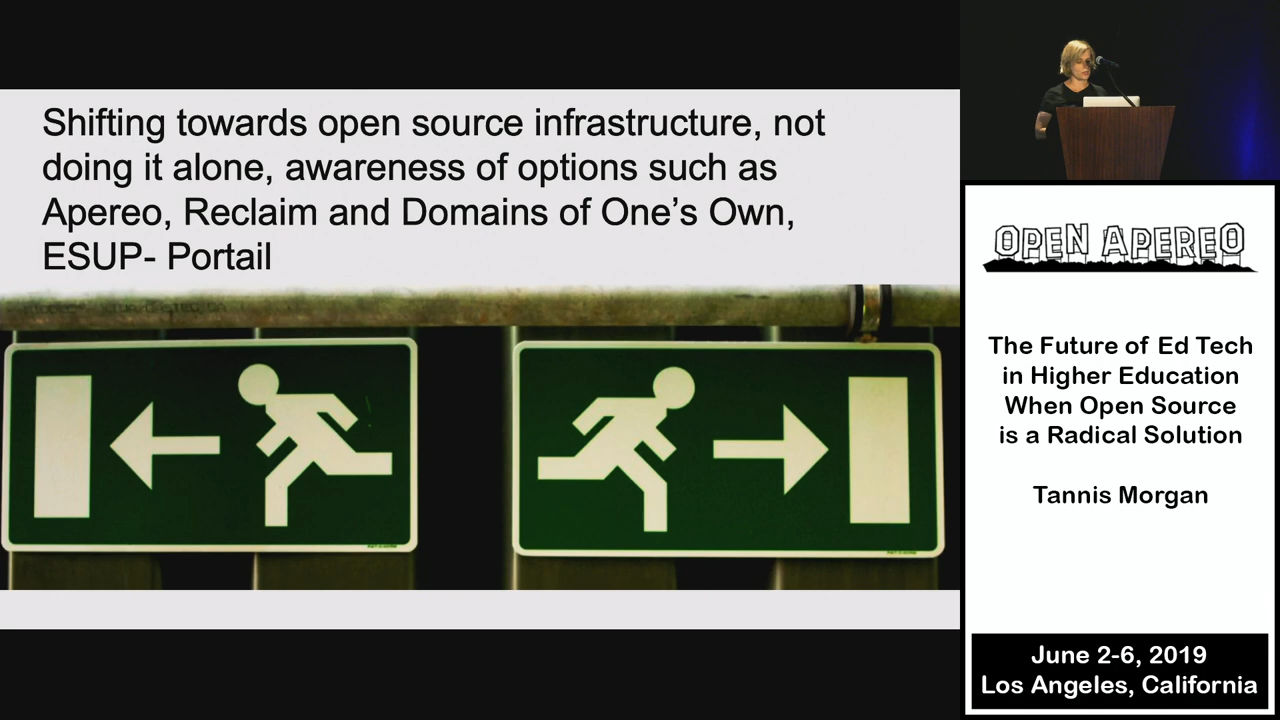 Shifting towards open source infrastructure, not
doing it alone, awareness of options such as
Apereo, Reclaim and Domains of One's Own,
ESUP- Portail
OPEN APEREO
The Future of Ed Tech
in Higher Education
When Open Source
is a Radical Solution
Tannis Morgan
June 2-6, 2019
Los Angeles, California